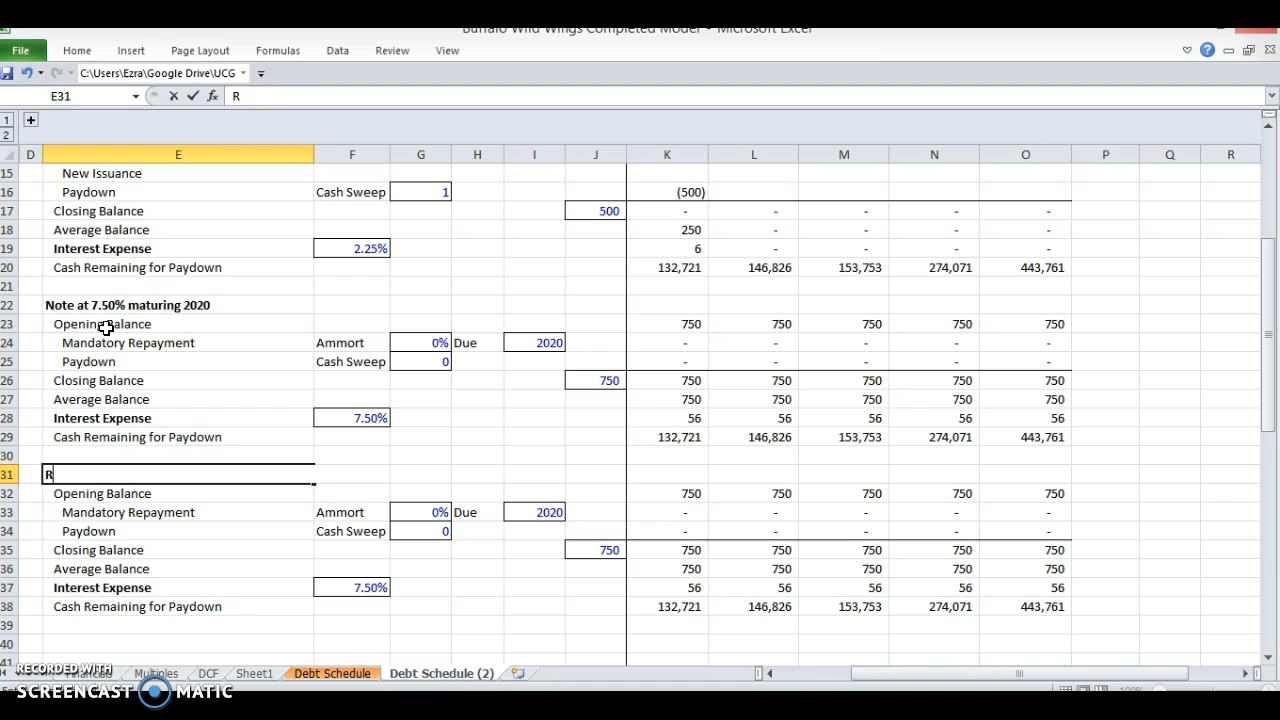 Buffalo Wild Wings Completed Model - Microsoft Excel
File Home Insert Page Layout Formulas Data Review View
C:\Users\Ezra\Google Drive\UCG
E31 fx R
1
2
D E F G H I J K L M N O P Q R
15 New Issuance
16 Paydown Cash Sweep 1 (500)
17 Closing Balance 500 - - - - -
18 Average Balance 250 - - - -
19 Interest Expense 2.25% 6 - - - -
20 Cash Remaining for Paydown 132,721 146,826 153,753 274,071 443,761
21
22 Note at 7.50% maturing 2020
23 Opening Balance 750 750 750 750 750
24 Mandatory Repayment Ammort 0% Due 2020 - - - - -
25 Paydown Cash Sweep 0 - - - - -
26 Closing Balance 750 750 750 750 750 750
27 Average Balance 750 750 750 750 750
28 Interest Expense 7.50% 56 56 56 56 56
29 Cash Remaining for Paydown 132,721 146,826 153,753 274,071 443,761
30
31 R
32 Opening Balance 750 750 750 750 750
33 Mandatory Repayment Ammort 0% Due 2020 - - - - -
34 Paydown Cash Sweep 0 - - - - -
35 Closing Balance 750 750 750 750 750 750
36 Average Balance 750 750 750 750 750
37 Interest Expense 7.50% 56 56 56 56 56
38 Cash Remaining for Paydown 132,721 146,826 153,753 274,071 443,761
39
40
41
Multiples DCF Sheet1 Debt Schedule Debt Schedule (2)
RECORDED WITH
SCREENCAST MATIC